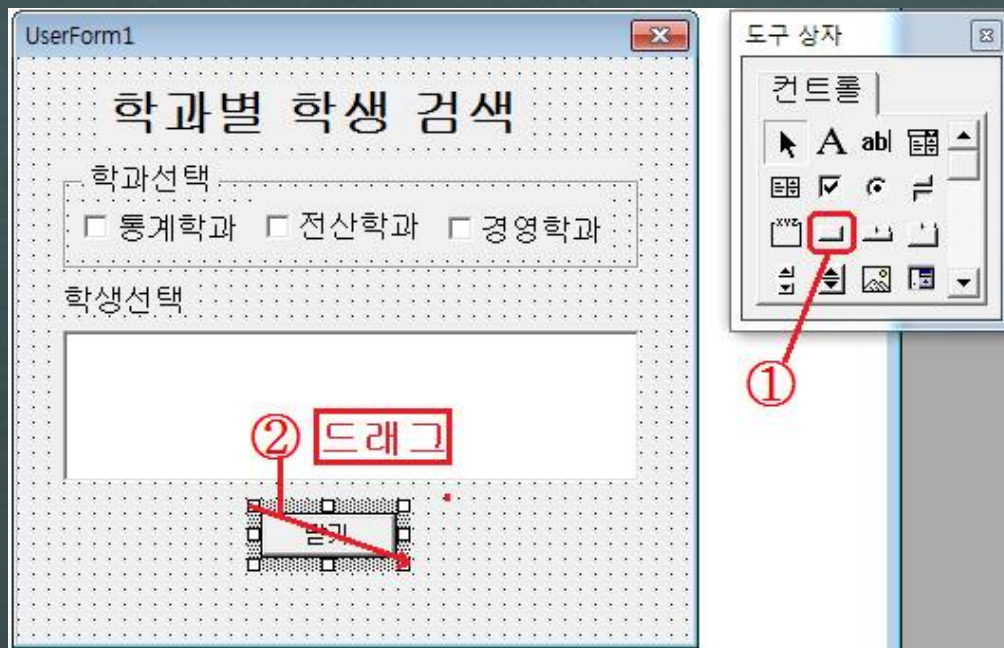 UserForm1
학과별 학생 검색
학과선택
통계학과 전산학과 경영학과
학생선택
② 드래그
도구 상자
컨트롤
A ab|
XYZ
①